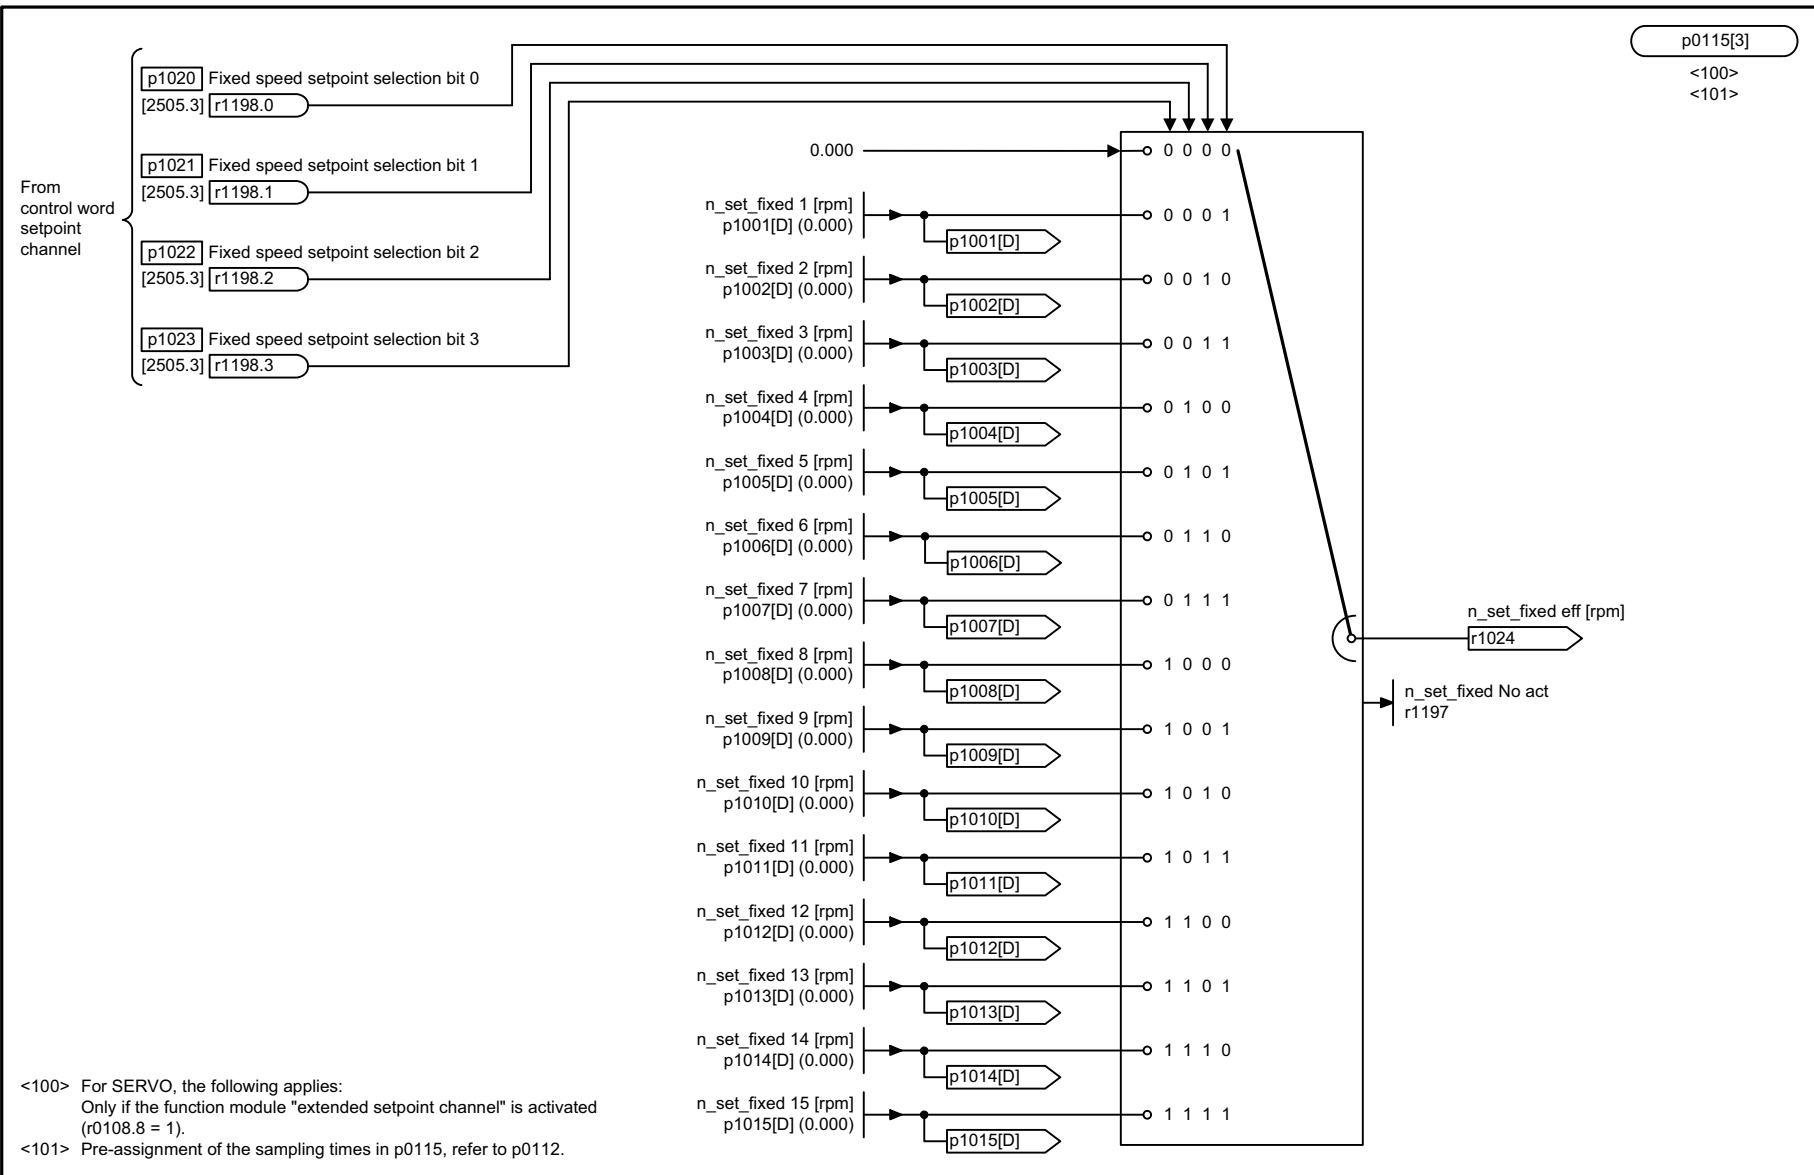 p0115[3]
<100>
<101>
From
control word
setpoint
channel
p1020 Fixed speed setpoint selection bit 0
[2505.3] r1198.0
p1021 Fixed speed setpoint selection bit 1
[2505.3] r1198.1
p1022 Fixed speed setpoint selection bit 2
[2505.3] r1198.2
p1023 Fixed speed setpoint selection bit 3
[2505.3] r1198.3
0.000 0 0 0 0
n_set_fixed 1 [rpm]
p1001[D] (0.000) 0 0 0 1
p1001[D]
n_set_fixed 2 [rpm]
p1002[D] (0.000) 0 0 1 0
p1002[D]
n_set_fixed 3 [rpm]
p1003[D] (0.000) 0 0 1 1
p1003[D]
n_set_fixed 4 [rpm]
p1004[D] (0.000) 0 1 0 0
p1004[D]
n_set_fixed 5 [rpm]
p1005[D] (0.000) 0 1 0 1
p1005[D]
n_set_fixed 6 [rpm]
p1006[D] (0.000) 0 1 1 0
p1006[D]
n_set_fixed 7 [rpm]
p1007[D] (0.000) 0 1 1 1
p1007[D]
n_set_fixed 8 [rpm]
p1008[D] (0.000) 1 0 0 0
p1008[D]
n_set_fixed 9 [rpm]
p1009[D] (0.000) 1 0 0 1
p1009[D]
n_set_fixed 10 [rpm]
p1010[D] (0.000) 1 0 1 0
p1010[D]
n_set_fixed 11 [rpm]
p1011[D] (0.000) 1 0 1 1
p1011[D]
n_set_fixed 12 [rpm]
p1012[D] (0.000) 1 1 0 0
p1012[D]
n_set_fixed 13 [rpm]
p1013[D] (0.000) 1 1 0 1
p1013[D]
n_set_fixed 14 [rpm]
p1014[D] (0.000) 1 1 1 0
p1014[D]
n_set_fixed 15 [rpm]
p1015[D] (0.000) 1 1 1 1
p1015[D]
n_set_fixed eff [rpm]
r1024
n_set_fixed No act
r1197
<100> For SERVO, the following applies:
Only if the function module "extended setpoint channel" is activated
(r0108.8 = 1).
<101> Pre-assignment of the sampling times in p0115, refer to p0112.